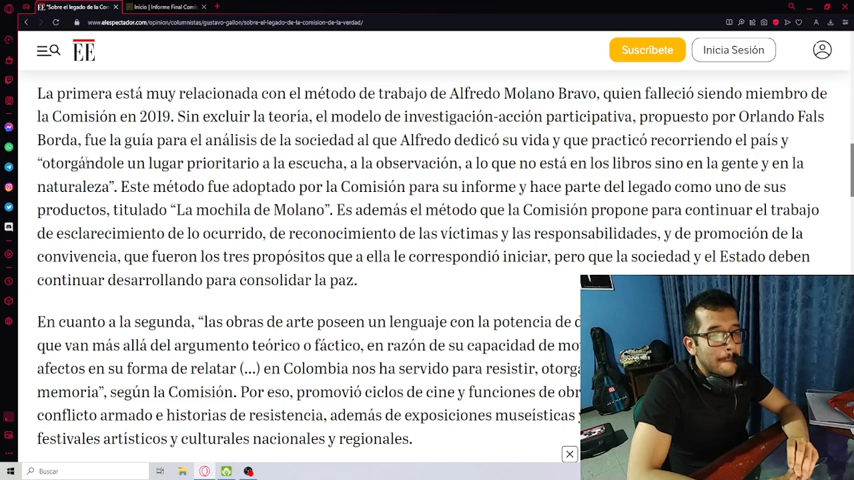 "Sobre el legado de la Com
Inicio | Informe Final Com
www.elespectador.com/opinion/columnistas/gustavo-gallon/sobre-el-legado-de-la-comision-de-la-verdad/
EE
Suscríbete
Inicia Sesión
La primera está muy relacionada con el método de trabajo de Alfredo Molano Bravo, quien falleció siendo miembro de
la Comisión en 2019. Sin excluir la teoría, el modelo de investigación-acción participativa, propuesto por Orlando Fals
Borda, fue la guía para el análisis de la sociedad al que Alfredo dedicó su vida y que practicó recorriendo el país y
“otorgándole un lugar prioritario a la escucha, a la observación, a lo que no está en los libros sino en la gente y en la
naturaleza”. Este método fue adoptado por la Comisión para su informe y hace parte del legado como uno de sus
productos, titulado “La mochila de Molano”. Es además el método que la Comisión propone para continuar el trabajo
de esclarecimiento de lo ocurrido, de reconocimiento de las víctimas y las responsabilidades, y de promoción de la
convivencia, que fueron los tres propósitos que a ella le correspondió iniciar, pero que la sociedad y el Estado deben
continuar desarrollando para consolidar la paz.
En cuanto a la segunda, “las obras de arte poseen un lenguaje con la potencia de d
que van más allá del argumento teórico o fáctico, en razón de su capacidad de mo
afectos en su forma de relatar (...) en Colombia nos ha servido para resistir, otorga
memoria”, según la Comisión. Por eso, promovió ciclos de cine y funciones de obr
conflicto armado e historias de resistencia, además de exposiciones museísticas y
festivales artísticos y culturales nacionales y regionales.
Buscar